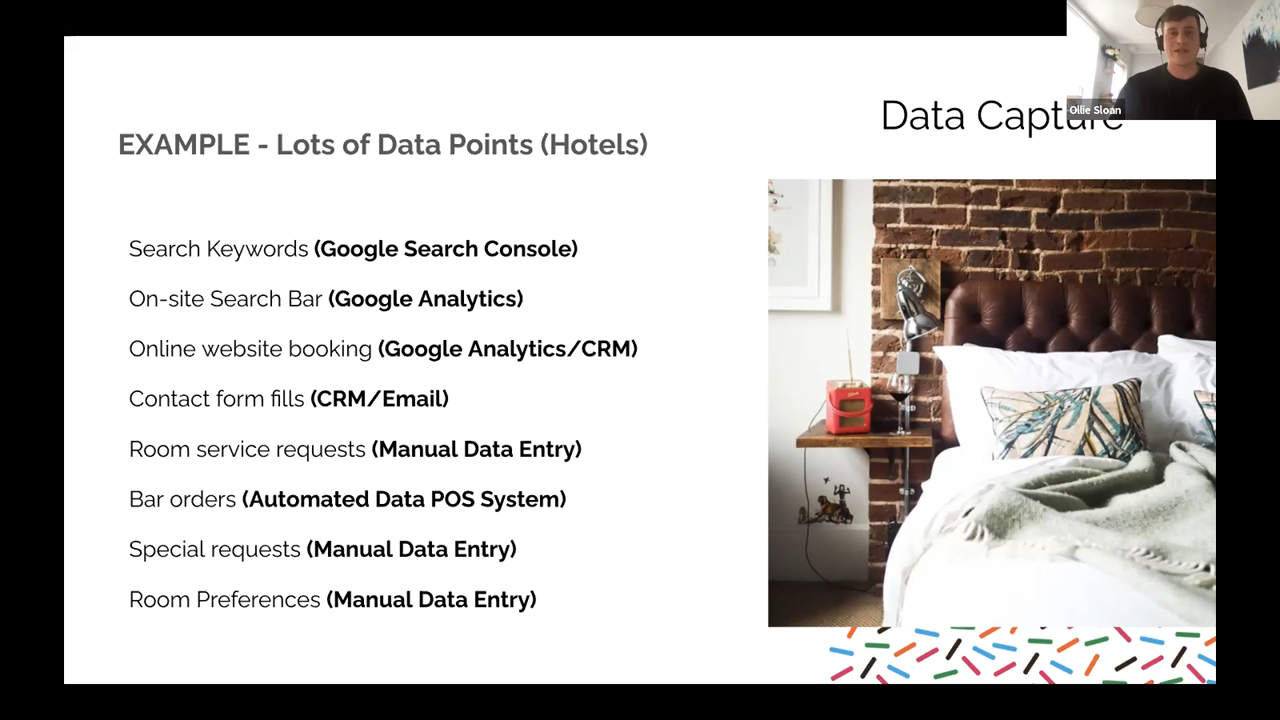 Ollie Sloan
Data Capture
EXAMPLE - Lots of Data Points (Hotels)
Search Keywords (Google Search Console)
On-site Search Bar (Google Analytics)
Online website booking (Google Analytics/CRM)
Contact form fills (CRM/Email)
Room service requests (Manual Data Entry)
Bar orders (Automated Data POS System)
Special requests (Manual Data Entry)
Room Preferences (Manual Data Entry)